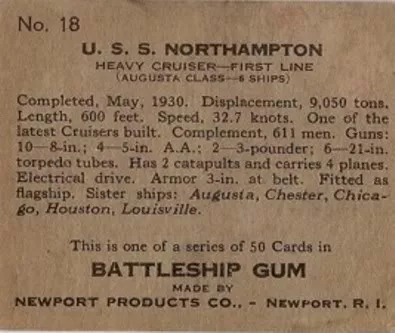 No. 18
U. S. S. NORTHAMPTON
HEAVY CRUISER—FIRST LINE
(AUGUSTA CLASS—6 SHIPS)
Completed, May, 1930. Displacement, 9,050 tons.
Length, 600 feet. Speed, 32.7 knots. One of the
latest Cruisers built. Complement, 611 men. Guns:
10—8-in.; 4—5-in. A.A.; 2—3-pounder; 6—21-in.
torpedo tubes. Has 2 catapults and carries 4 planes.
Electrical drive. Armor 3-in. at belt. Fitted as
flagship. Sister ships: Augusta, Chester, Chica-
go, Houston, Louisville.
This is one of a series of 50 Cards in
BATTLESHIP GUM
MADE BY
NEWPORT PRODUCTS CO., - NEWPORT, R. I.